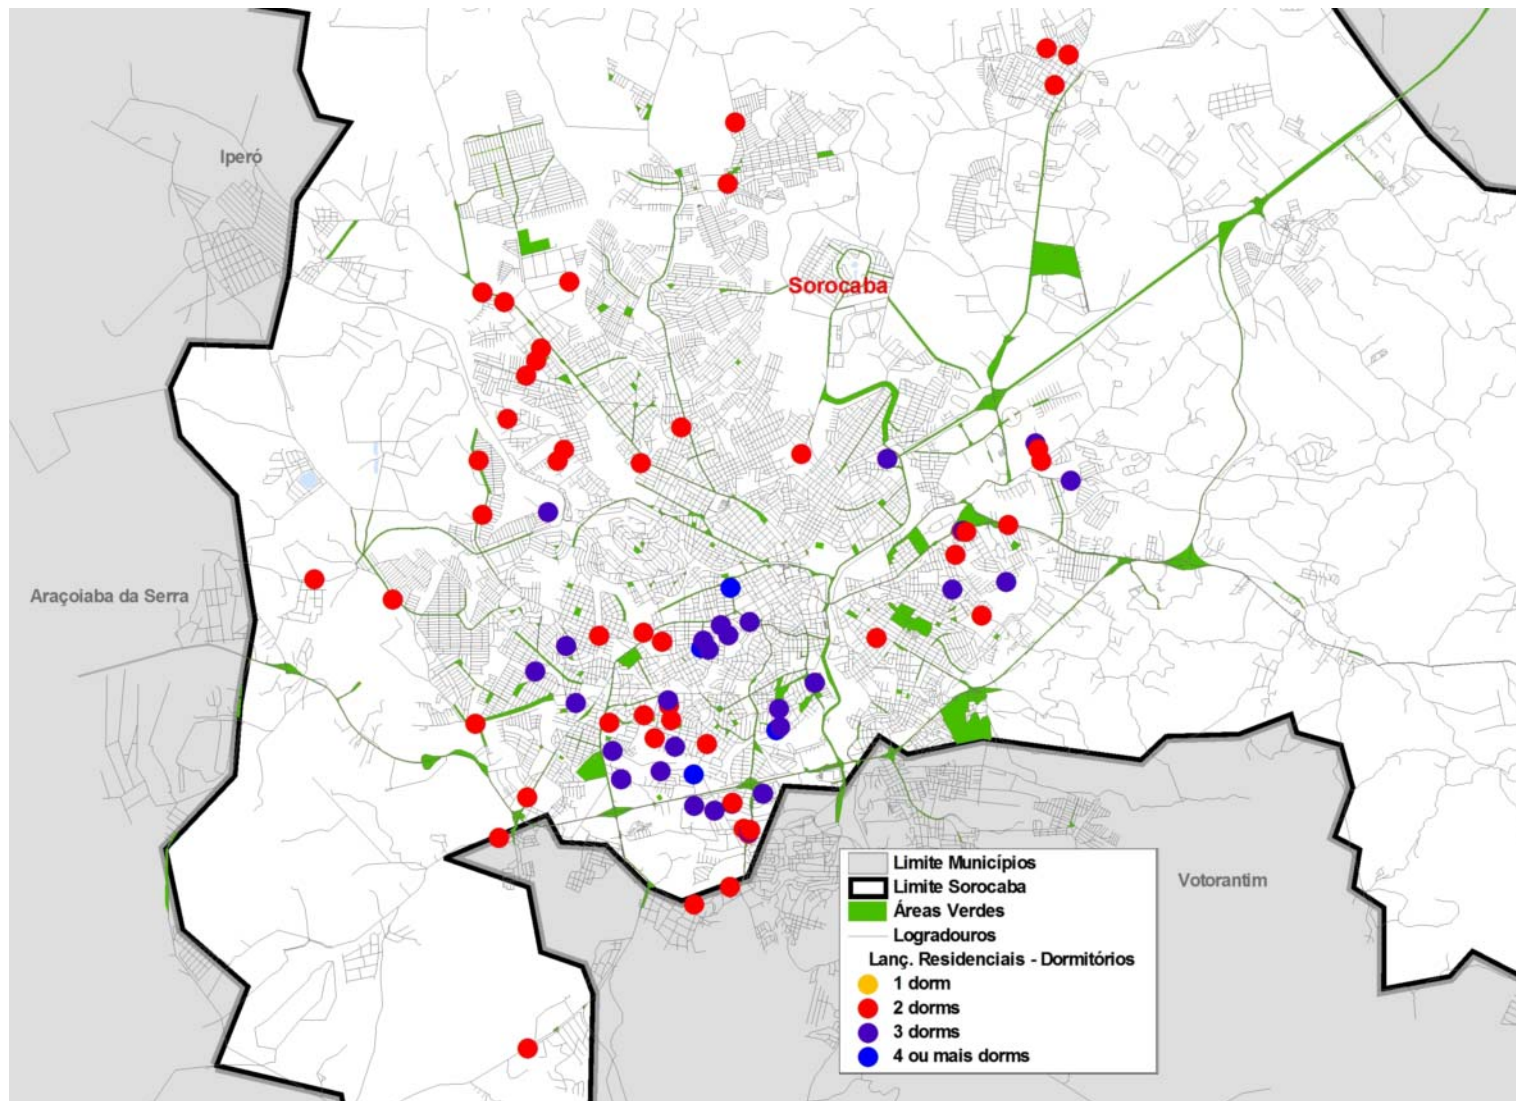 Iperó
Sorocaba
Araçoiaba da Serra
Votorantim
Limite Municípios
Limite Sorocaba
Áreas Verdes
Logradouros
Lanç. Residenciais - Dormitórios
1 dorm
2 dorms
3 dorms
4 ou mais dorms